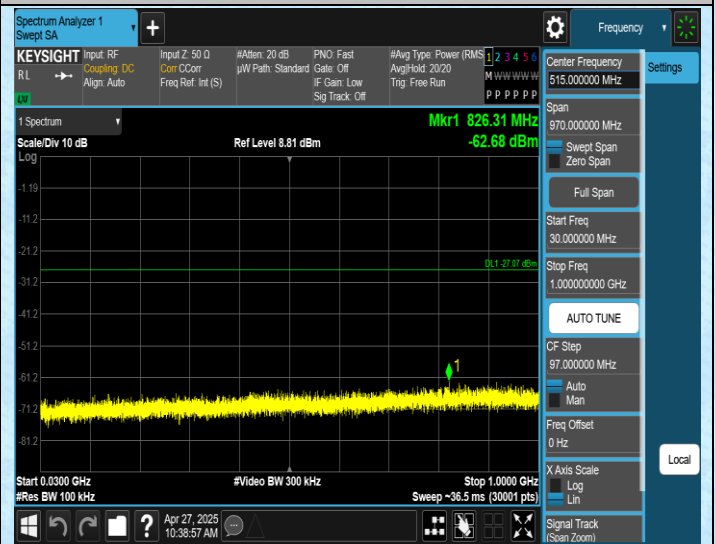 Spectrum Analyzer 1
Swept SA
+
Frequency
KEYSIGHT
RL
LXI
Input: RF
Coupling: DC
Align: Auto
Input Z: 50 Ω
Corr CCorr
Freq Ref: Int (S)
#Atten: 20 dB
µW Path: Standard
PNO: Fast
Gate: Off
IF Gain: Low
Sig Track: Off
#Avg Type: Power (RMS
Avg|Hold: 20/20
Trig: Free Run
1 2 3 4 5 6
M W W W W W
P P P P P P
1 Spectrum
Scale/Div 10 dB
Log
Ref Level 8.81 dBm
Mkr1 826.31 MHz
-62.68 dBm
-1.19
-11.2
-21.2
DL1 -27.07 dBm
-31.2
-41.2
-51.2
1
-61.2
-71.2
-81.2
Start 0.0300 GHz
#Res BW 100 kHz
#Video BW 300 kHz
Stop 1.0000 GHz
Sweep ~36.5 ms (30001 pts)
Center Frequency
515.000000 MHz
Span
970.000000 MHz
Swept Span
Zero Span
Full Span
Start Freq
30.000000 MHz
Stop Freq
1.000000000 GHz
AUTO TUNE
CF Step
97.000000 MHz
Auto
Man
Freq Offset
0 Hz
X Axis Scale
Log
Lin
Signal Track
(Span Zoom)
Settings
Local
?
Apr 27, 2025
10:38:57 AM